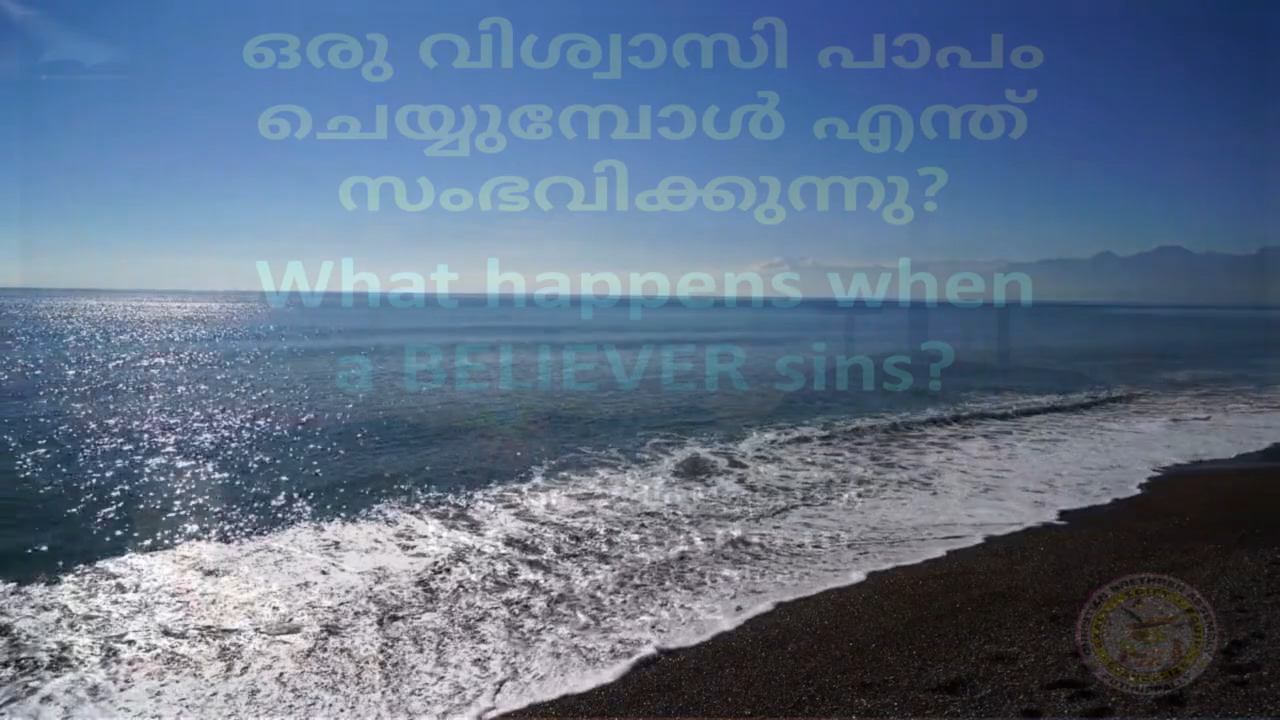 ഒരു വിശ്വാസി പാപം
ചെയ്യുമ്പോൾ എന്ത്
സംഭവിക്കുന്നു?
What happens when
a BELIEVER sins?